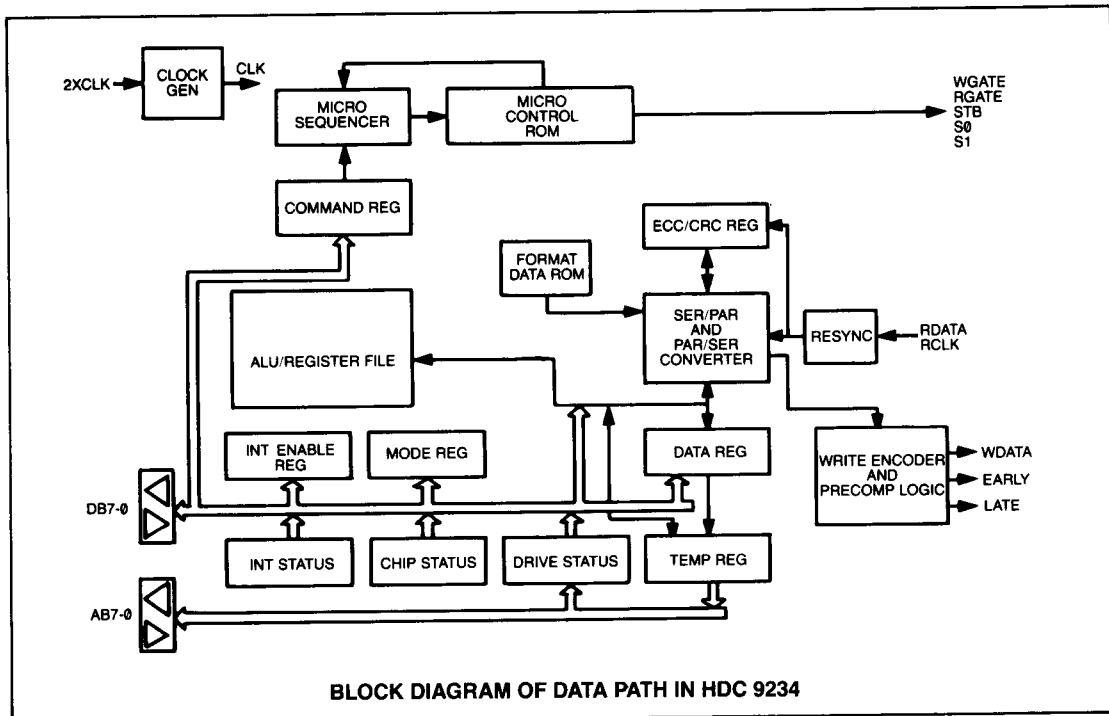 2XCLK
CLOCK
GEN
CLK
MICRO
SEQUENCER
MICRO
CONTROL
ROM
WGATE
RGATE
STB
S0
S1
COMMAND REG
ECC/CRC REG
FORMAT
DATA ROM
SER/PAR
AND
PAR/SER
CONVERTER
RESYNC
RDATA
RCLK
ALU/REGISTER FILE
INT ENABLE
REG
MODE REG
DATA REG
WRITE ENCODER
AND
PRECOMP LOGIC
WDATA
EARLY
LATE
DB7-0
INT STATUS
CHIP STATUS
DRIVE STATUS
TEMP REG
AB7-0
BLOCK DIAGRAM OF DATA PATH IN HDC 9234